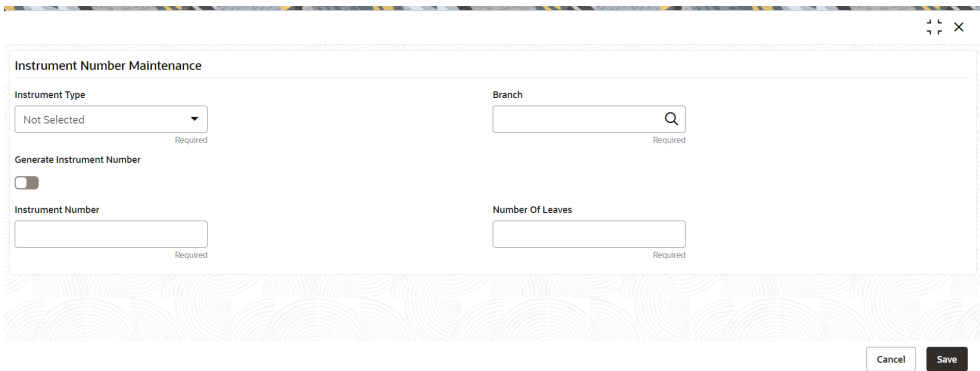 Instrument Number Maintenance
Instrument Type
Branch
Not Selected
Required
Required
Generate Instrument Number
Instrument Number
Number Of Leaves
Required
Required
Cancel
Save